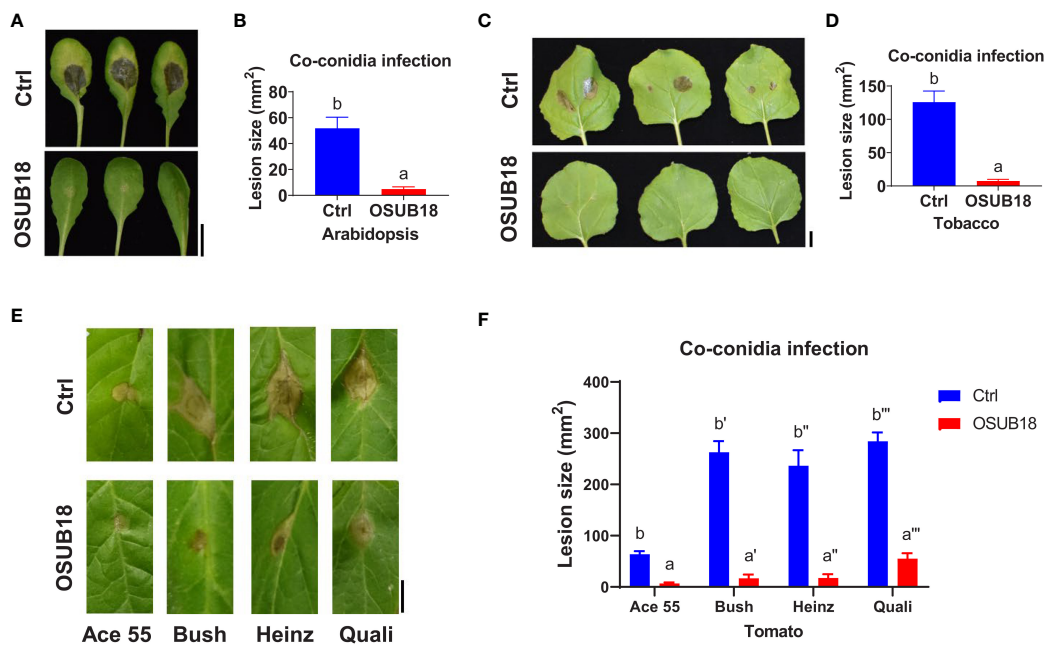 A
Ctrl
OSUB18
B
Co-conidia infection
Lesion size (mm²)
80
60
40
20
0
b
a
Ctrl OSUB18
Arabidopsis
C
Ctrl
OSUB18
D
Co-conidia infection
Lesion size (mm²)
150
100
50
0
b
a
Ctrl OSUB18
Tobacco
E
Ctrl
OSUB18
Ace 55 Bush Heinz Quali
F
Co-conidia infection
Lesion size (mm²)
400
300
200
100
0
b a b' a' b'' a'' b''' a'''
Ace 55 Bush Heinz Quali
Tomato
Ctrl
OSUB18